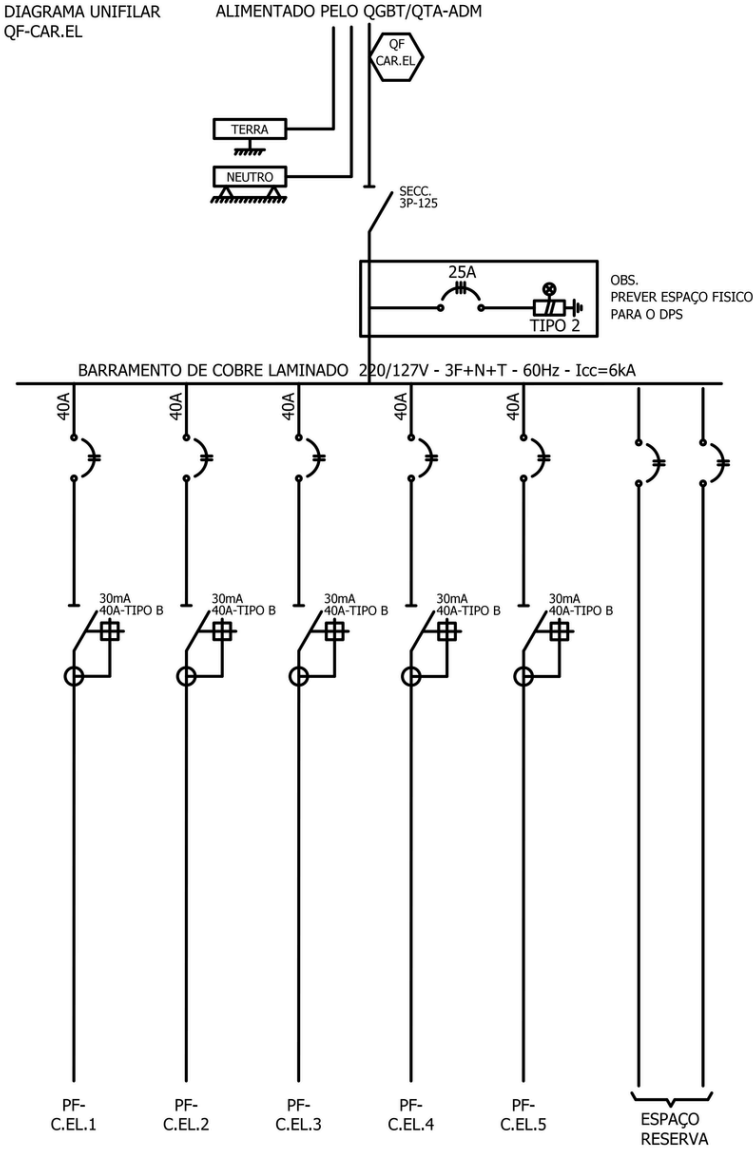 DIAGRAMA UNIFILAR
QF-CAR.EL
ALIMENTADO PELO QGBT/QTA-ADM
QF
CAR.EL
TERRA
NEUTRO
SECC.
3P-125
25A
TIPO 2
OBS.
PREVER ESPAÇO FISICO
PARA O DPS
BARRAMENTO DE COBRE LAMINADO 220/127V - 3F+N+T - 60Hz - Icc=6kA
40A
40A
40A
40A
40A
30mA
40A-TIPO B
30mA
40A-TIPO B
30mA
40A-TIPO B
30mA
40A-TIPO B
30mA
40A-TIPO B
PF-
C.EL.1
PF-
C.EL.2
PF-
C.EL.3
PF-
C.EL.4
PF-
C.EL.5
ESPAÇO
RESERVA